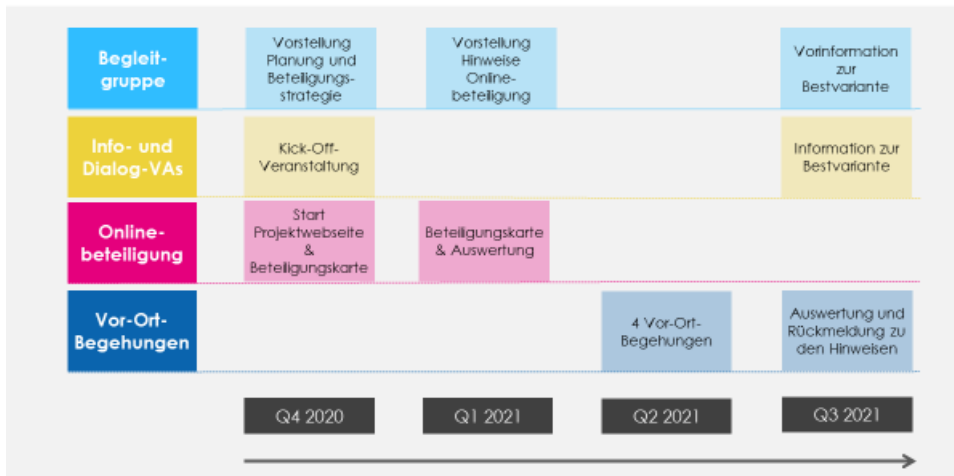 Begleit-
gruppe
Vorstellung
Planung und
Beteiligungs-
strategie
Vorstellung
Hinweise
Online-
beteiligung
Vorinformation
zur
Bestvariante
Info- und
Dialog-VAs
Kick-Off-
Veranstaltung
Information zur
Bestvariante
Online-
beteiligung
Start
Projektwebseite
&
Beteiligungskarte
Beteiligungskarte
& Auswertung
Vor-Ort-
Begehungen
4 Vor-Ort-
Begehungen
Auswertung und
Rückmeldung zu
den Hinweisen
Q4 2020
Q1 2021
Q2 2021
Q3 2021